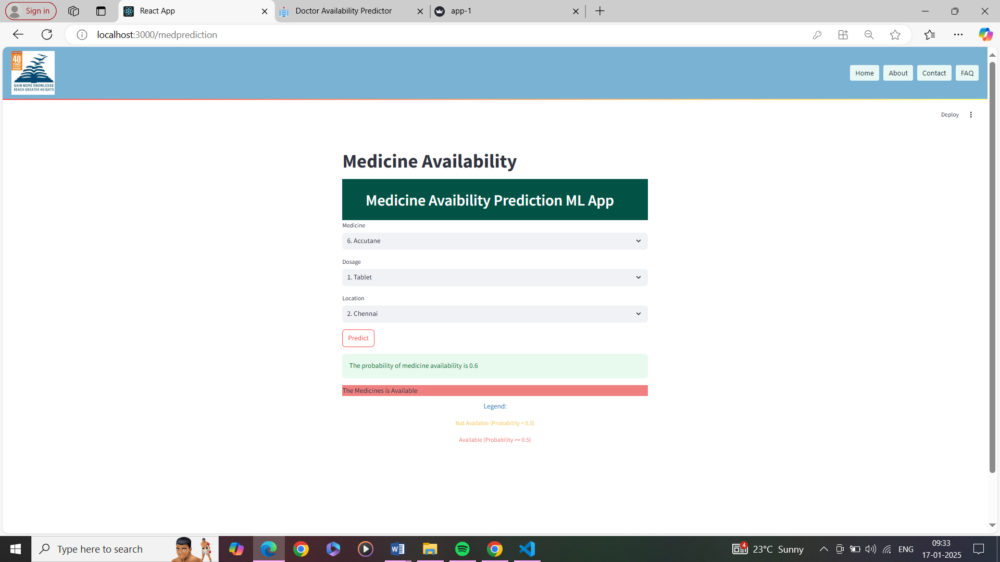 Sign in
React App
Doctor Availability Predictor
app-1
localhost:3000/medprediction
40
YEARS
GAIN MORE KNOWLEDGE
REACH GREATER HEIGHTS
Home
About
Contact
FAQ
Deploy
Medicine Availability
Medicine Avaibility Prediction ML App
Medicine
6. Accutane
Dosage
1. Tablet
Location
2. Chennai
Predict
The probability of medicine availability is 0.6
The Medicines is Available
Legend:
Not Available (Probability < 0.5)
Available (Probability >= 0.5)
Type here to search
4
23°C Sunny
ENG
09:33
17-01-2025